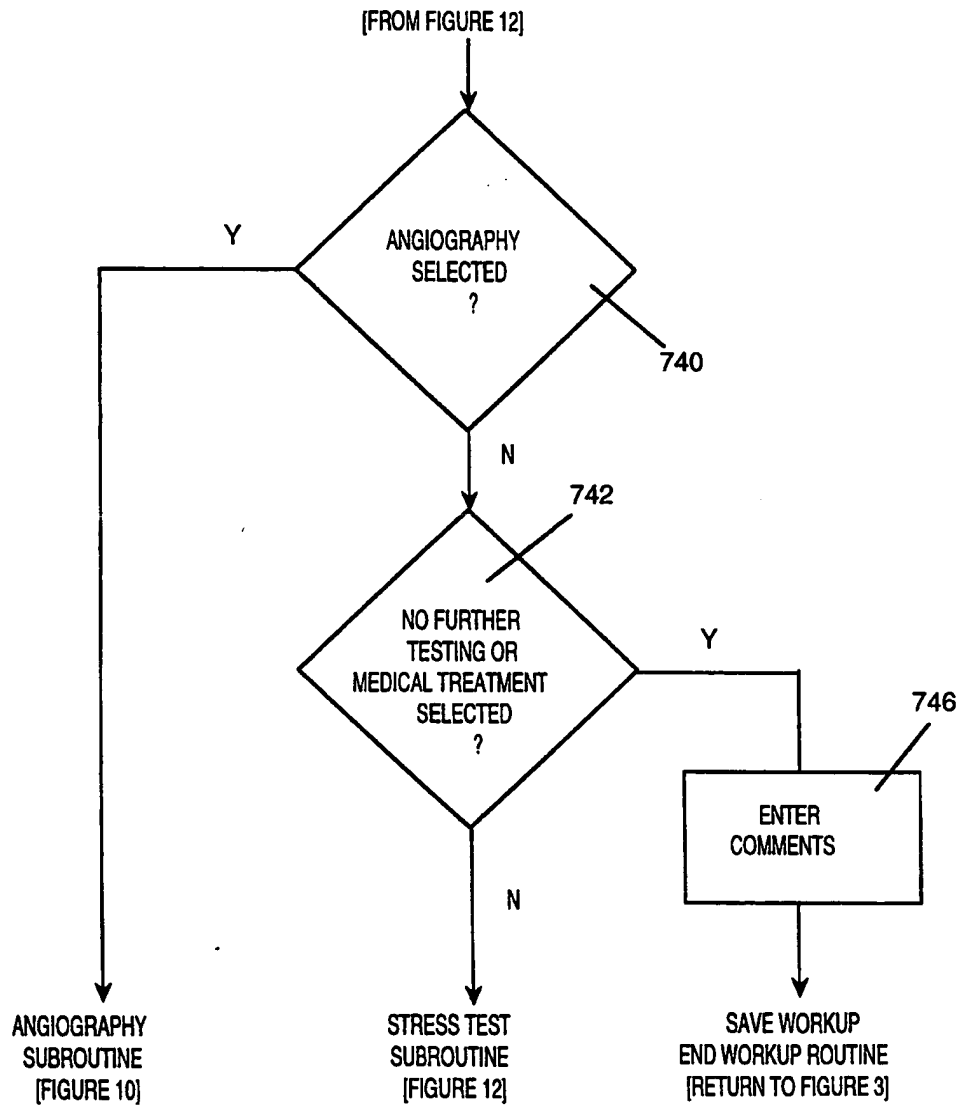 [FROM FIGURE 12]
Y
ANGIOGRAPHY
SELECTED
?
740
N
742
NO FURTHER
TESTING OR
MEDICAL TREATMENT
SELECTED
?
Y
746
ENTER
COMMENTS
N
ANGIOGRAPHY
SUBROUTINE
[FIGURE 10]
STRESS TEST
SUBROUTINE
[FIGURE 12]
SAVE WORKUP
END WORKUP ROUTINE
[RETURN TO FIGURE 3]